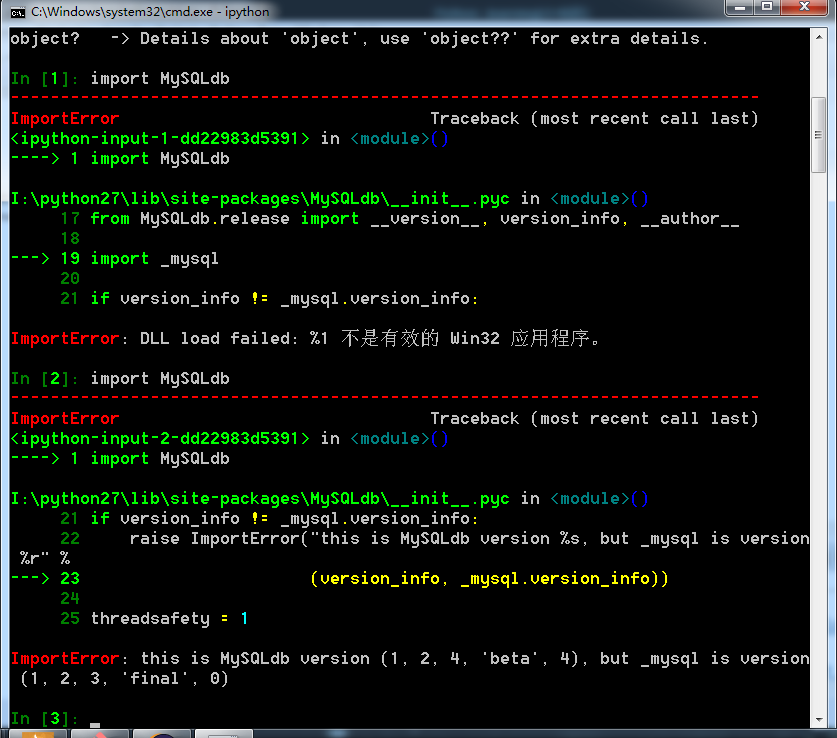 C:\Windows\system32\cmd.exe - ipython
object?   -> Details about 'object', use 'object??' for extra details.
In [1]: import MySQLdb
---------------------------------------------------------------------------
ImportError                               Traceback (most recent call last)
<ipython-input-1-dd22983d5391> in <module>()
----> 1 import MySQLdb
I:\python27\lib\site-packages\MySQLdb\__init__.pyc in <module>()
     17 from MySQLdb.release import __version__, version_info, __author__
     18
---> 19 import _mysql
     20
     21 if version_info != _mysql.version_info:
ImportError: DLL load failed: %1 不是有效的 Win32 应用程序。
In [2]: import MySQLdb
---------------------------------------------------------------------------
ImportError                               Traceback (most recent call last)
<ipython-input-2-dd22983d5391> in <module>()
----> 1 import MySQLdb
I:\python27\lib\site-packages\MySQLdb\__init__.pyc in <module>()
     21 if version_info != _mysql.version_info:
     22     raise ImportError("this is MySQLdb version %s, but _mysql is version
 %r" %
---> 23                       (version_info, _mysql.version_info))
     24
     25 threadsafety = 1
ImportError: this is MySQLdb version (1, 2, 4, 'beta', 4), but _mysql is version
 (1, 2, 3, 'final', 0)
In [3]: